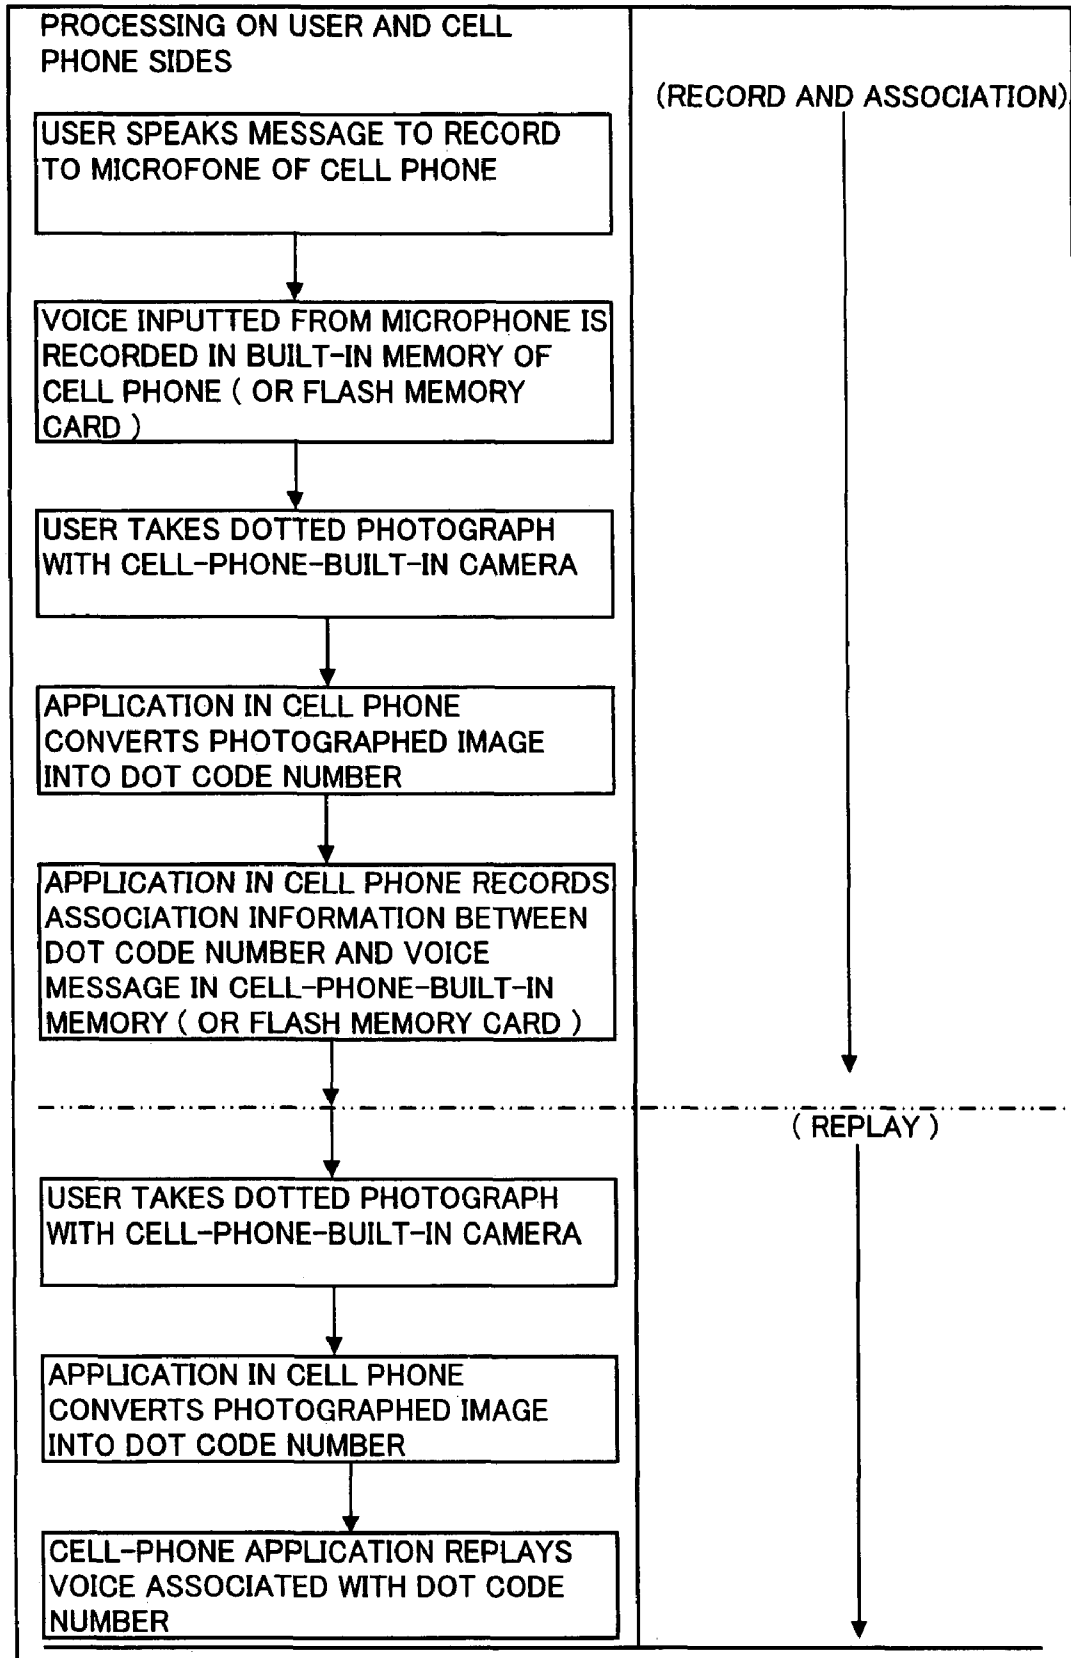 PROCESSING ON USER AND CELL
PHONE SIDES
(RECORD AND ASSOCIATION)
USER SPEAKS MESSAGE TO RECORD
TO MICROFONE OF CELL PHONE
VOICE INPUTTED FROM MICROPHONE IS
RECORDED IN BUILT-IN MEMORY OF
CELL PHONE ( OR FLASH MEMORY
CARD )
USER TAKES DOTTED PHOTOGRAPH
WITH CELL-PHONE-BUILT-IN CAMERA
APPLICATION IN CELL PHONE
CONVERTS PHOTOGRAPHED IMAGE
INTO DOT CODE NUMBER
APPLICATION IN CELL PHONE RECORDS
ASSOCIATION INFORMATION BETWEEN
DOT CODE NUMBER AND VOICE
MESSAGE IN CELL-PHONE-BUILT-IN
MEMORY ( OR FLASH MEMORY CARD )
( REPLAY )
USER TAKES DOTTED PHOTOGRAPH
WITH CELL-PHONE-BUILT-IN CAMERA
APPLICATION IN CELL PHONE
CONVERTS PHOTOGRAPHED IMAGE
INTO DOT CODE NUMBER
CELL-PHONE APPLICATION REPLAYS
VOICE ASSOCIATED WITH DOT CODE
NUMBER